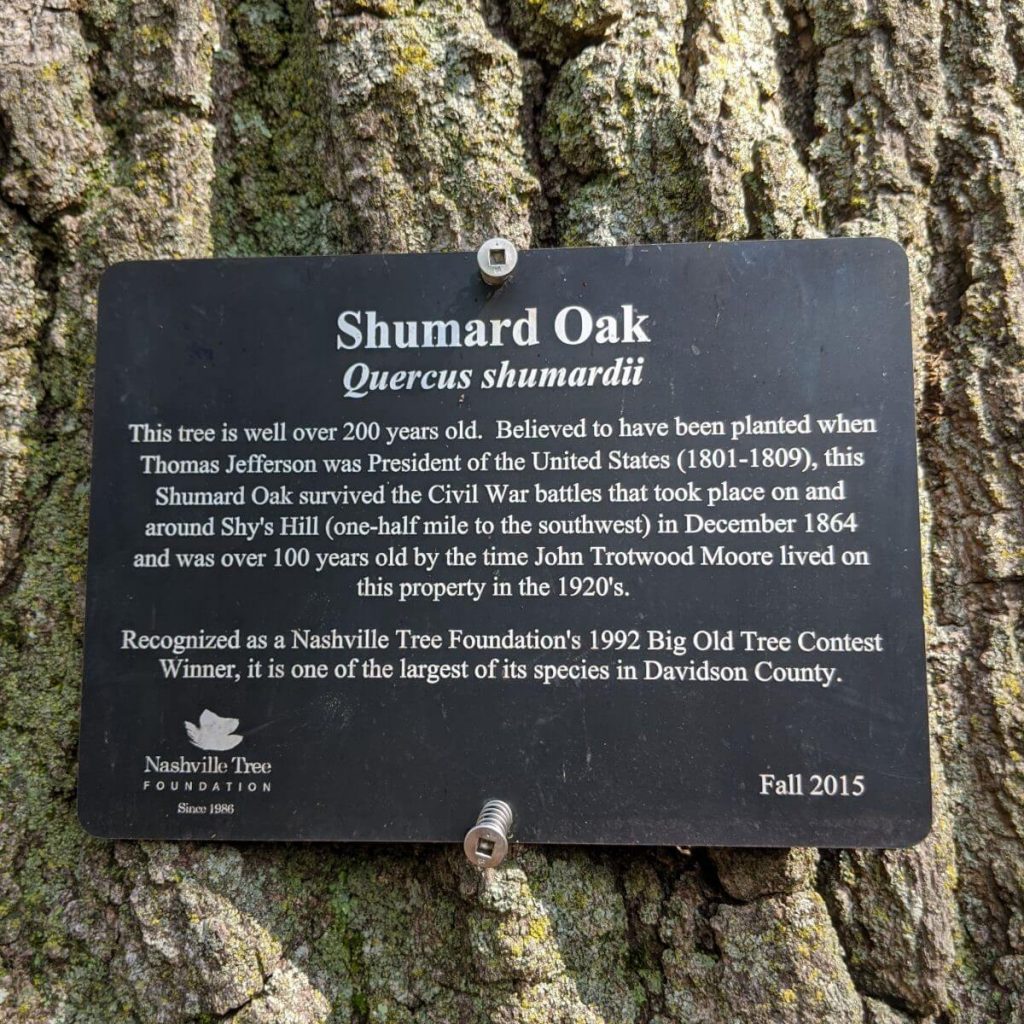 Shumard Oak
Quercus shumardii
This tree is well over 200 years old. Believed to have been planted when
Thomas Jefferson was President of the United States (1801-1809), this
Shumard Oak survived the Civil War battles that took place on and
around Shy's Hill (one-half mile to the southwest) in December 1864
and was over 100 years old by the time John Trotwood Moore lived on
this property in the 1920's.
Recognized as a Nashville Tree Foundation's 1992 Big Old Tree Contest
Winner, it is one of the largest of its species in Davidson County.
Nashville Tree
FOUNDATION
Since 1986
Fall 2015